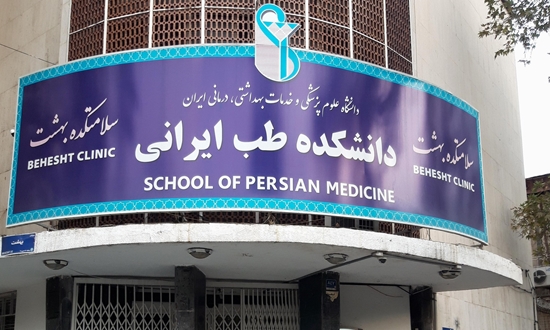 دانشگاه علوم پزشکی و خدمات بهداشتی، درمانی ایران
دانشکده طب ایرانی
SCHOOL OF PERSIAN MEDICINE
سلامتکده بهشت
BEHESHT CLINIC
سلامتکده بهشت
BEHESHT CLINIC
بهشت